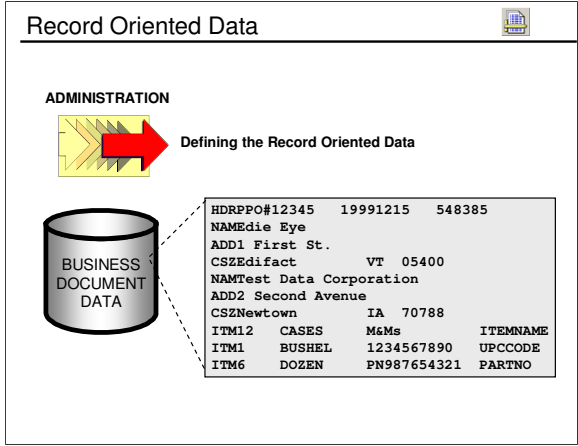 Record Oriented Data
ADMINISTRATION
Defining the Record Oriented Data
BUSINESS
DOCUMENT
DATA
HDRPPO#12345   19991215   548385
NAMEdie Eye
ADD1 First St.
CSZEdifact       VT  05400
NAMTest Data Corporation
ADD2 Second Avenue
CSZNewtown       IA  70788
ITM12   CASES     M&Ms          ITEMNAME
ITM1    BUSHEL    1234567890    UPCCODE
ITM6    DOZEN     PN987654321   PARTNO